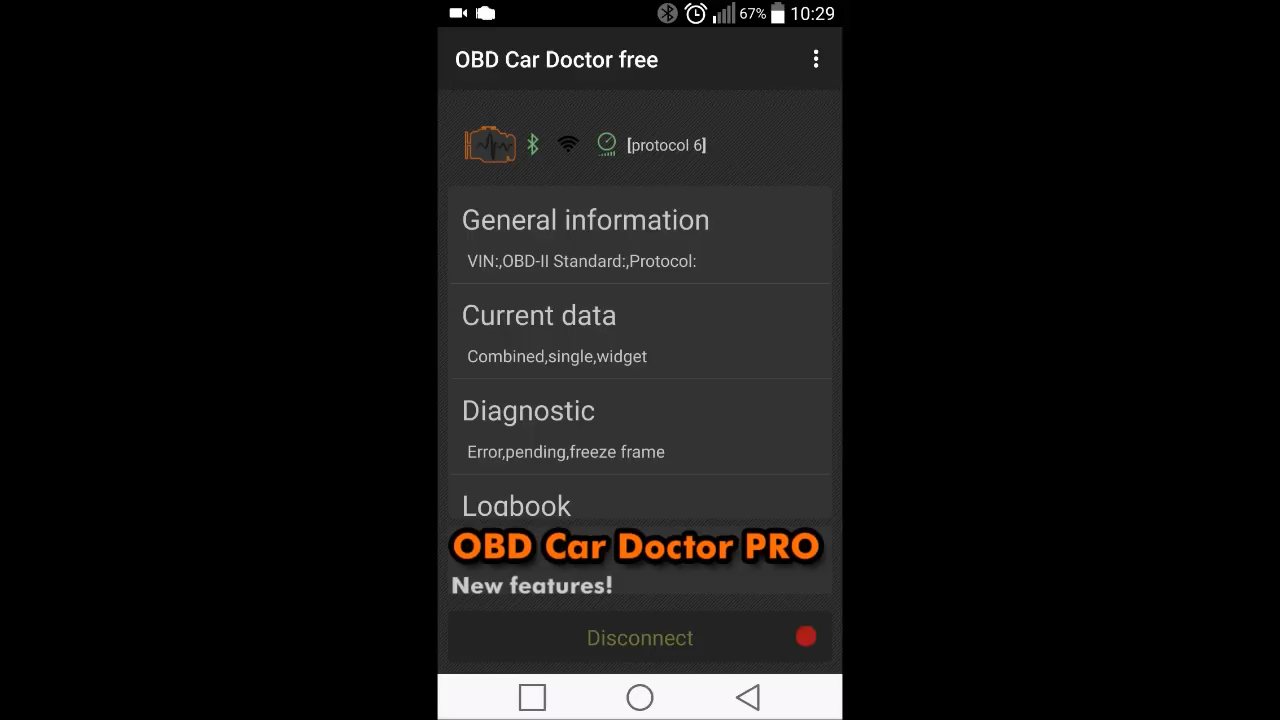 67% 10:29
OBD Car Doctor free
[protocol 6]
General information
VIN:,OBD-II Standard:,Protocol:
Current data
Combined,single,widget
Diagnostic
Error,pending,freeze frame
Logbook
OBD Car Doctor PRO
New features!
Disconnect